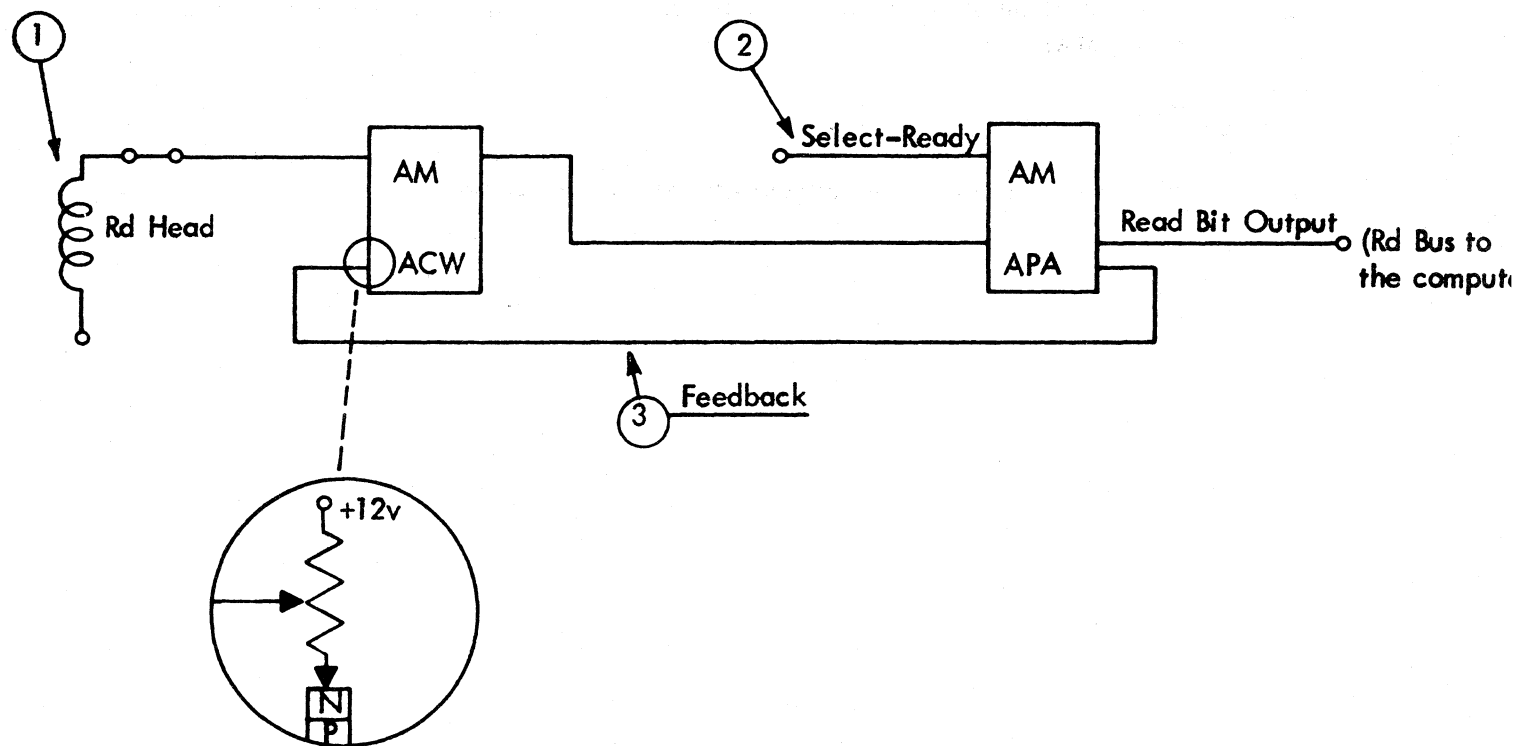 1
2
Select-Ready
AM
AM
Rd Head
Read Bit Output
(Rd Bus to
the compute
ACW
APA
3
Feedback
+12v
N
P